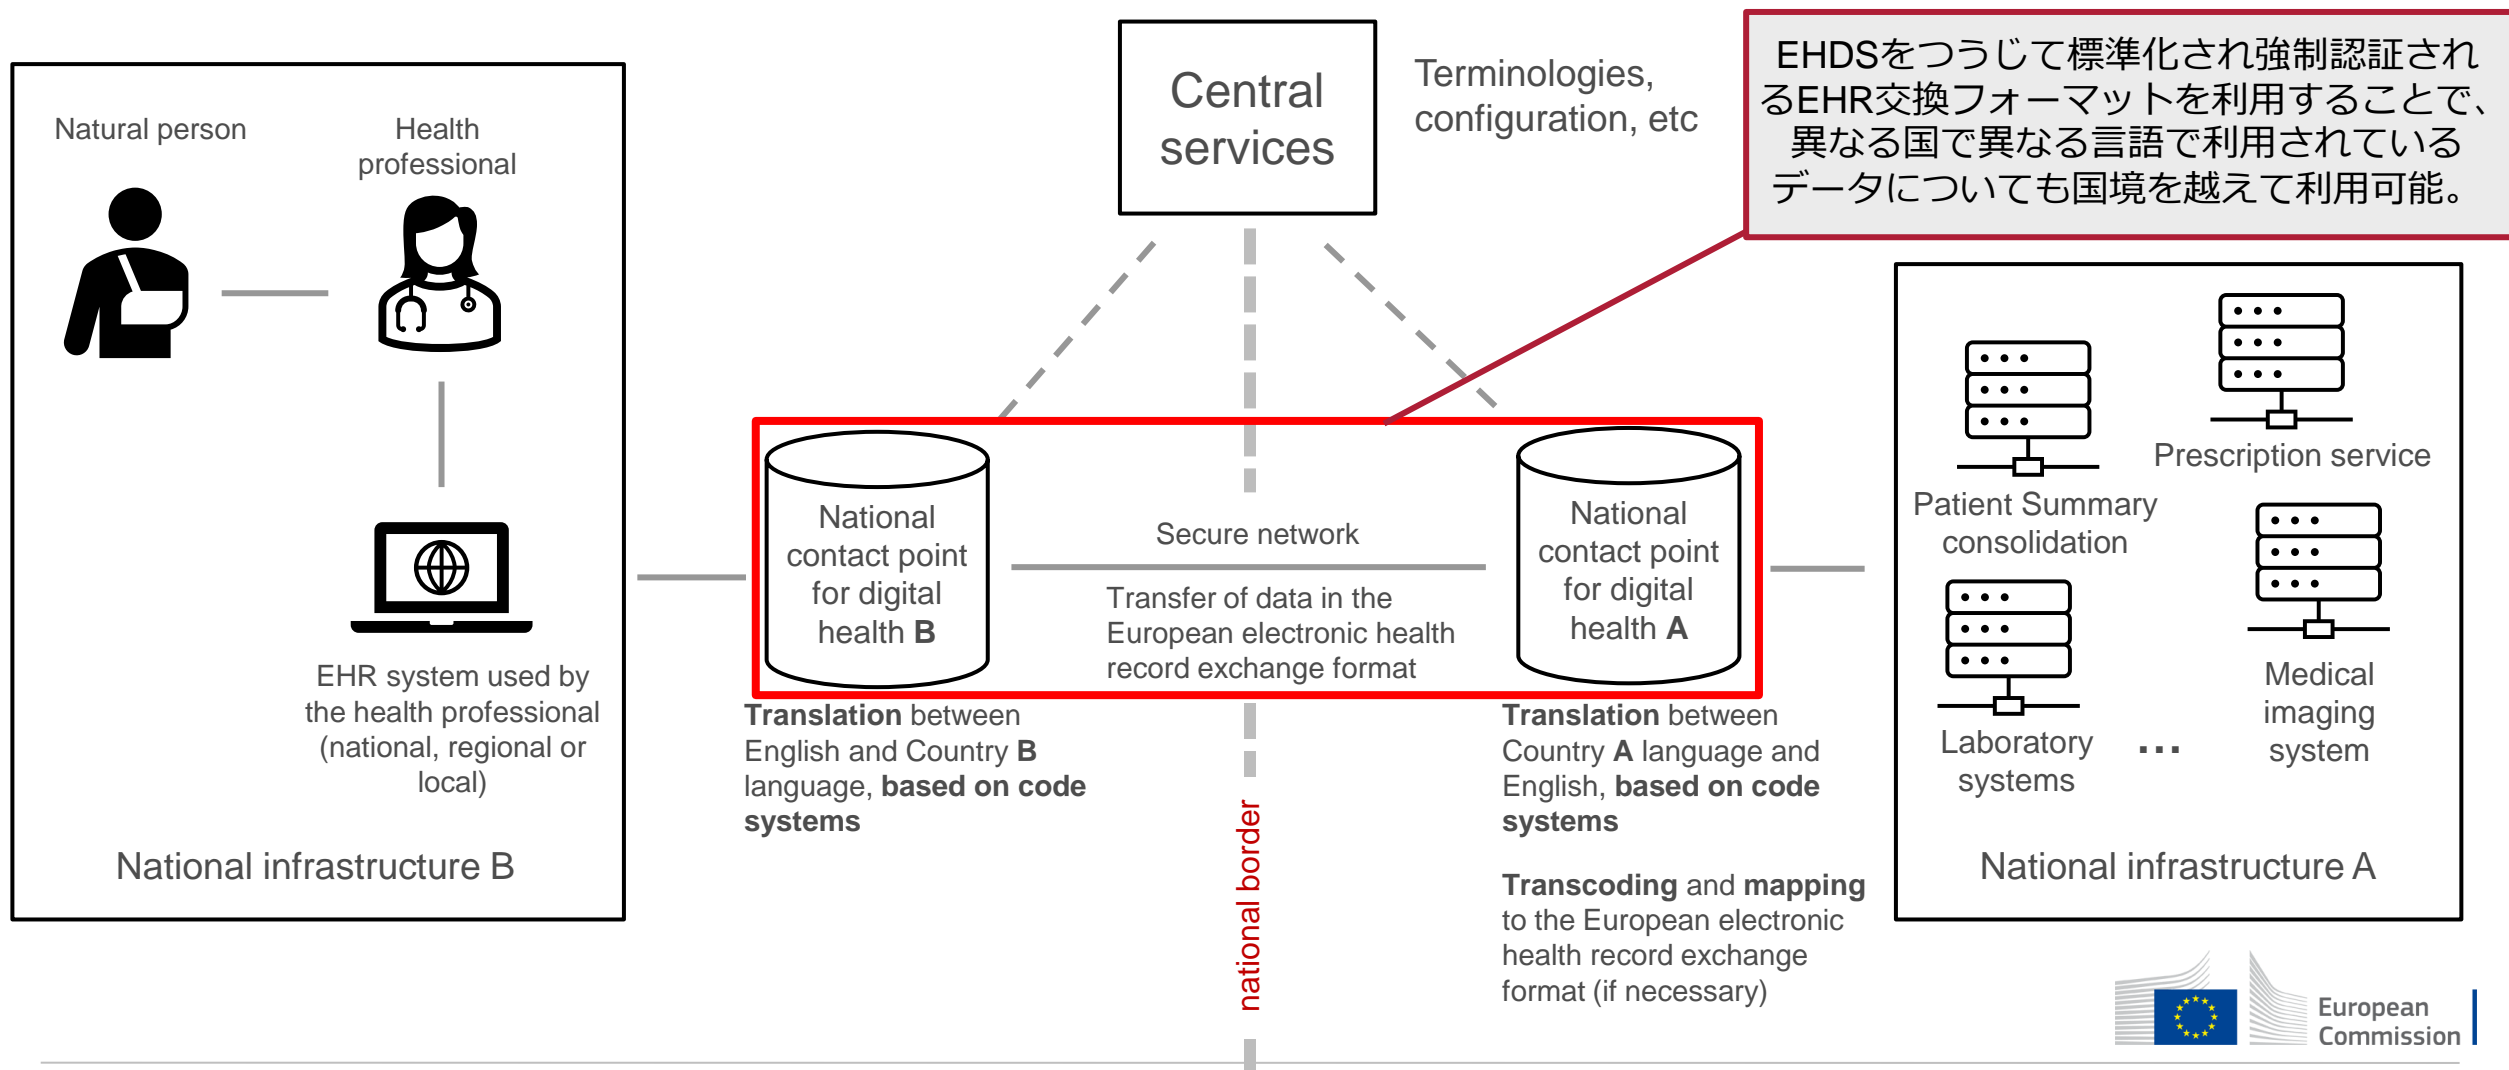 Natural person
Health
professional
EHR system used by
the health professional
(national, regional or
local)
National infrastructure B
Central
services
Terminologies,
configuration, etc
EHDSをつうじて標準化され強制認証され
るEHR交換フォーマットを利用することで、
異なる国で異なる言語で利用されている
データについても国境を越えて利用可能。
National
contact point
for digital
health B
Secure network
Transfer of data in the
European electronic health
record exchange format
National
contact point
for digital
health A
Translation between
English and Country B
language, based on code
systems
national border
Translation between
Country A language and
English, based on code
systems
Transcoding and mapping
to the European electronic
health record exchange
format (if necessary)
Prescription service
Patient Summary
consolidation
Laboratory
systems
...
Medical
imaging
system
National infrastructure A
European
Commission